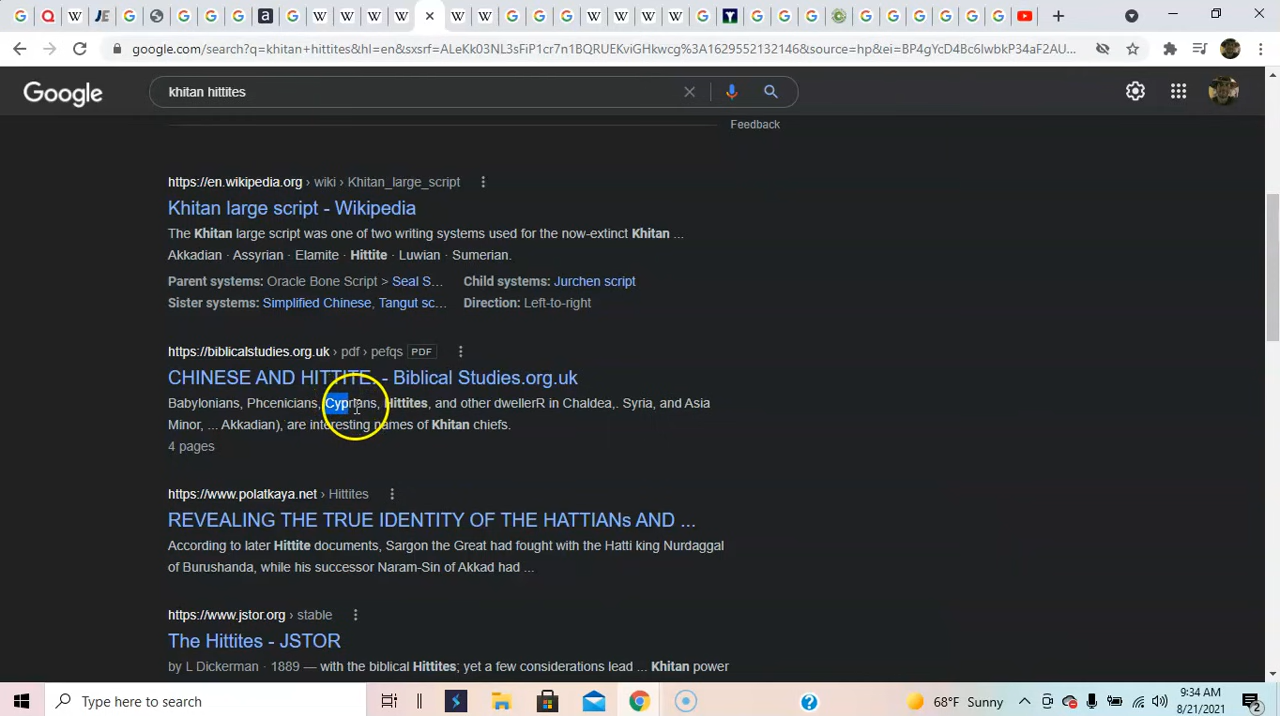 google.com/search?q=khitan+hittites&hl=en&sxsrf=ALeKk03NL3sFiP1cr7n1BQRUEKviGHkwcg%3A1629552132146&source=hp&ei=BP4gYcD4Bc6lwbkP34aF2AU...
Google
khitan hittites
Feedback
https://en.wikipedia.org › wiki › Khitan_large_script
Khitan large script - Wikipedia
The Khitan large script was one of two writing systems used for the now-extinct Khitan ...
Akkadian · Assyrian · Elamite · Hittite · Luwian · Sumerian.
Parent systems: Oracle Bone Script > Seal S... Child systems: Jurchen script
Sister systems: Simplified Chinese, Tangut sc... Direction: Left-to-right
https://biblicalstudies.org.uk › pdf › pefqs PDF
CHINESE AND HITTITE. - Biblical Studies.org.uk
Babylonians, Phcenicians, Cyprians, Hittites, and other dwellerR in Chaldea,. Syria, and Asia
Minor, ... Akkadian), are interesting names of Khitan chiefs.
4 pages
https://www.polatkaya.net › Hittites
REVEALING THE TRUE IDENTITY OF THE HATTIANs AND ...
According to later Hittite documents, Sargon the Great had fought with the Hatti king Nurdaggal
of Burushanda, while his successor Naram-Sin of Akkad had ...
https://www.jstor.org › stable
The Hittites - JSTOR
by L Dickerman · 1889 — with the biblical Hittites; yet a few considerations lead ... Khitan power
Type here to search
68°F Sunny
9:34 AM
8/21/2021
2